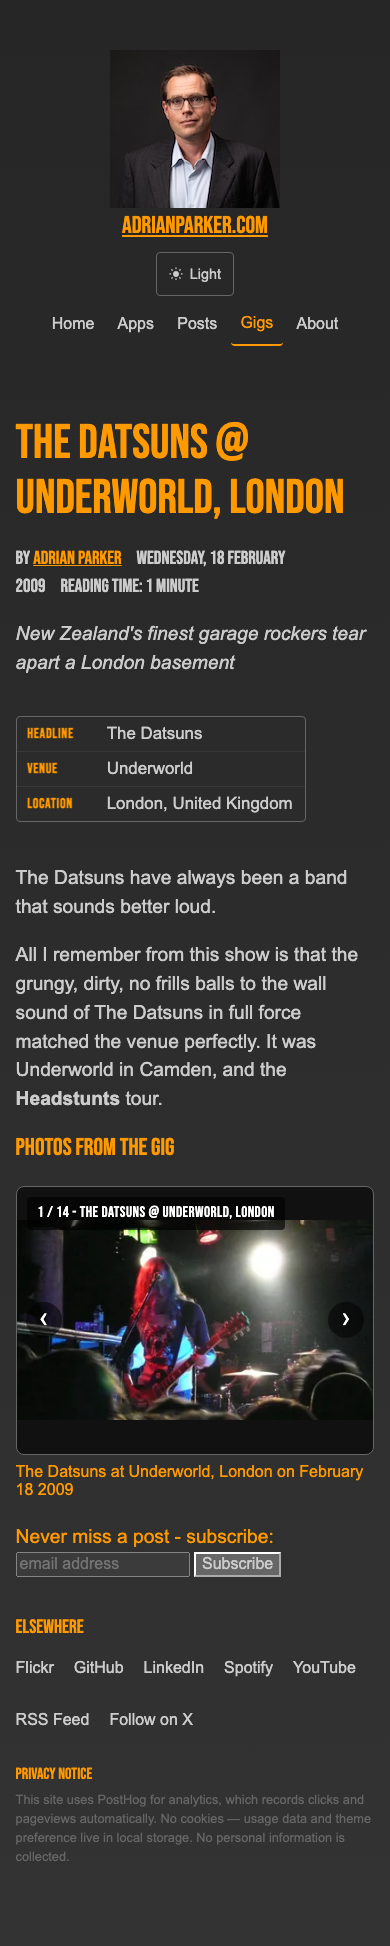 ADRIANPARKER.COM
Light
Home Apps Posts Gigs About
THE DATSUNS @
UNDERWORLD, LONDON
BY ADRIAN PARKER WEDNESDAY, 18 FEBRUARY
2009 READING TIME: 1 MINUTE
New Zealand's finest garage rockers tear
apart a London basement
HEADLINE The Datsuns
VENUE Underworld
LOCATION London, United Kingdom
The Datsuns have always been a band
that sounds better loud.
All I remember from this show is that the
grungy, dirty, no frills balls to the wall
sound of The Datsuns in full force
matched the venue perfectly. It was
Underworld in Camden, and the
Headstunts tour.
PHOTOS FROM THE GIG
1 / 14 - THE DATSUNS @ UNDERWORLD, LONDON
❮ ❯
The Datsuns at Underworld, London on February
18 2009
Never miss a post - subscribe:
email address Subscribe
ELSEWHERE
Flickr GitHub LinkedIn Spotify YouTube
RSS Feed Follow on X
PRIVACY NOTICE
This site uses PostHog for analytics, which records clicks and
pageviews automatically. No cookies — usage data and theme
preference live in local storage. No personal information is
collected.